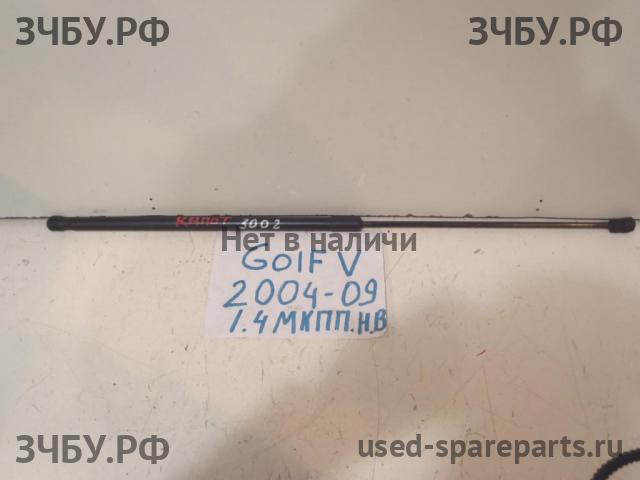 ЗЧБУ.РФ ЗЧБУ.РФ
капот 3002
Нет в наличи
GOlF V
2004-09
1.4 МКПП.Н.В
ЗЧБУ.РФ
used-spareparts.ru